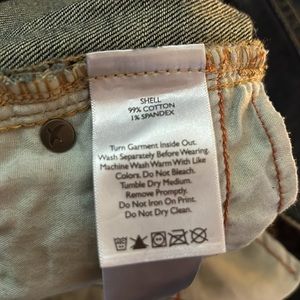 SHELL
99% COTTON
1% SPANDEX
Turn Garment Inside Out.
Wash Separately Before Wearing.
Machine Wash Warm With Like
Colors. Do Not Bleach.
Tumble Dry Medium.
Remove Promptly.
Do Not Iron on Print
Do Not Dry Clean.